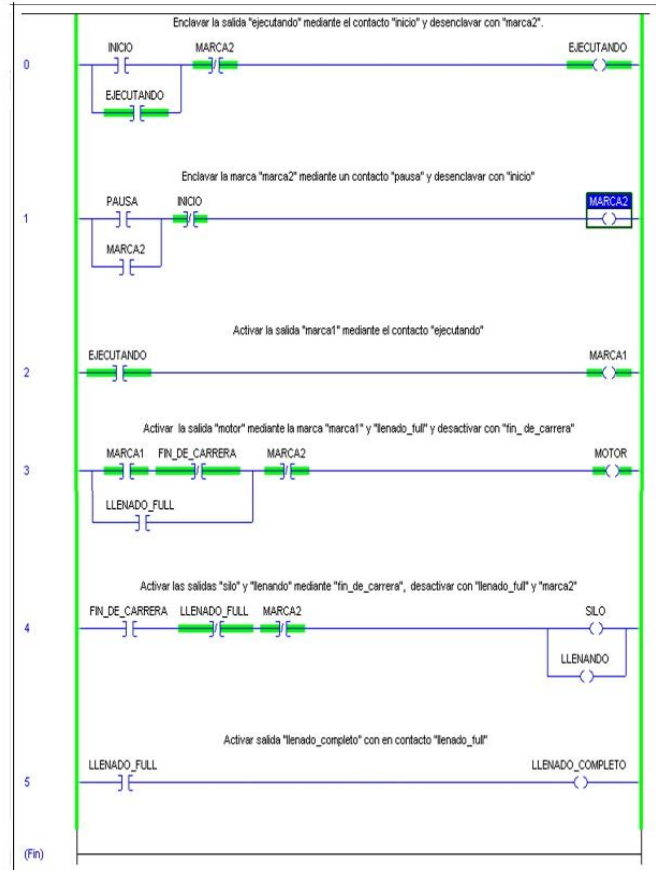 Enclavar la salida "ejecutando" mediante el contacto "inicio" y desenclavar con "marca2".
INICIO MARCA2 EJECUTANDO
0
EJECUTANDO
Enclavar la marca "marca2" mediante un contacto "pausa" y desenclavar con "inicio"
PAUSA INICIO MARCA2
1
MARCA2
Activar la salida "marca1" mediante el contacto "ejecutando"
EJECUTANDO MARCA1
2
Activar la salida "motor" mediante la marca "marca1" y "llenado_full" y desactivar con "fin_ de_carrera"
MARCA1 FIN_DE_CARRERA MARCA2 MOTOR
3
LLENADO_FULL
Activar las salidas "silo" y "llenando" mediante "fin_de_carrera", desactivar con "llenado_full" y "marca2"
FIN_DE_CARRERA LLENADO_FULL MARCA2 SILO
4
LLENANDO
Activar salida "llenado_completo" con en contacto "llenado_full"
LLENADO_FULL LLENADO_COMPLETO
5
(Fin)